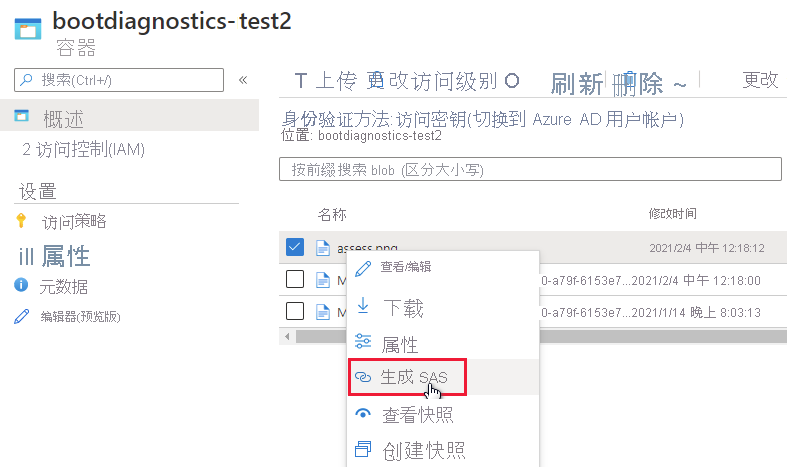 bootdiagnostics-test2
容器
搜索(Ctrl+/)
«
概述
2 访问控制(IAM)
设置
访问策略
ill 属性
元数据
编辑器(预览版)
T 上传 更改访问级别 O 刷新 删除 ~ 更改
身份验证方法:访问密钥(切换到 Azure AD 用户帐户)
位置: bootdiagnostics-test2
按前缀搜索 blob (区分大小写)
名称 修改时间
assess.png 2021/2/4 中午 12:18:12
M 0-a79f-6153e7...2021/2/4 中午 12:18:00
M 0-a79f-6153e7...2021/1/14 晚上 8:03:13
查看/编辑
下载
属性
生成 SAS
查看快照
创建快照